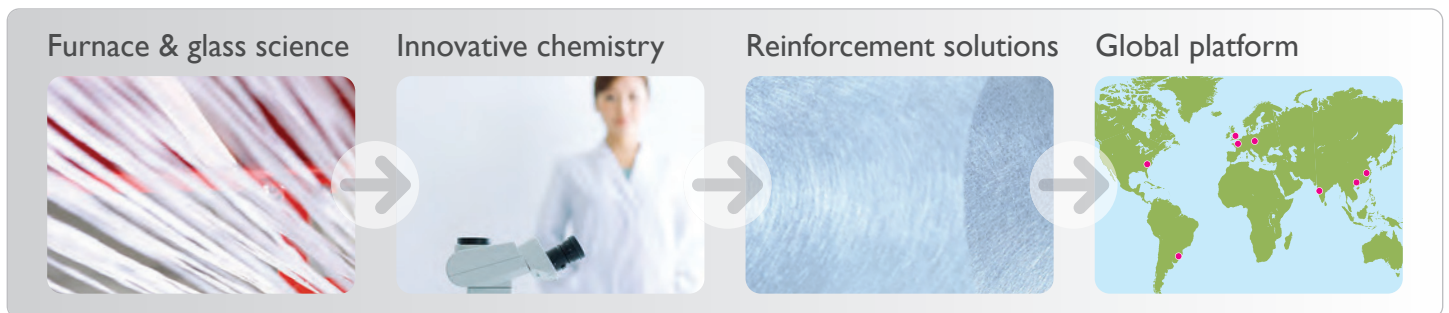 Furnace & glass science
Innovative chemistry
Reinforcement solutions
Global platform